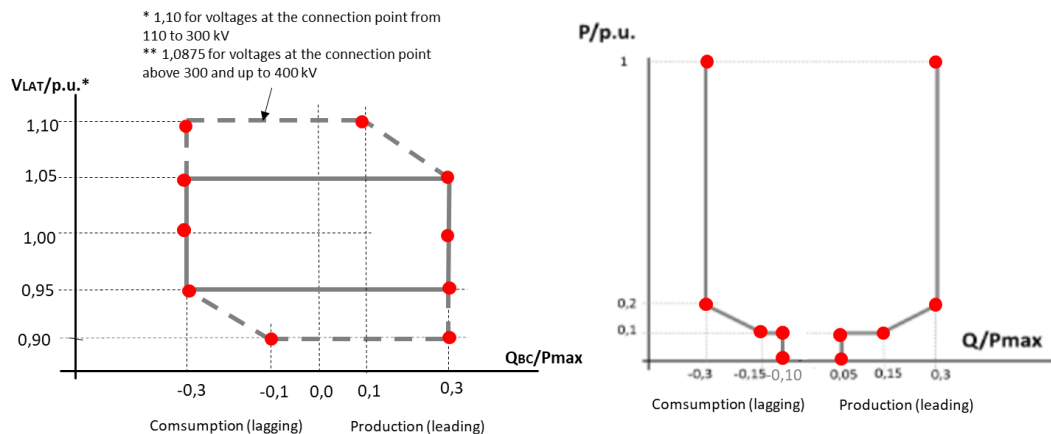 * 1,10 for voltages at the connection point from
110 to 300 kV
** 1,0875 for voltages at the connection point
above 300 and up to 400 kV
VLAT/p.u.*
1,10
1,05
1,00
0,95
0,90
QBC/Pmax
-0,3
-0,1
0,0
0,1
0,3
Comsumption (lagging)
Production (leading)
P/p.u.
1
0,2
0,1
Q/Pmax
-0,3
-0,15
-0,10
0,05
0,15
0,3
Comsumption (lagging)
Production (leading)